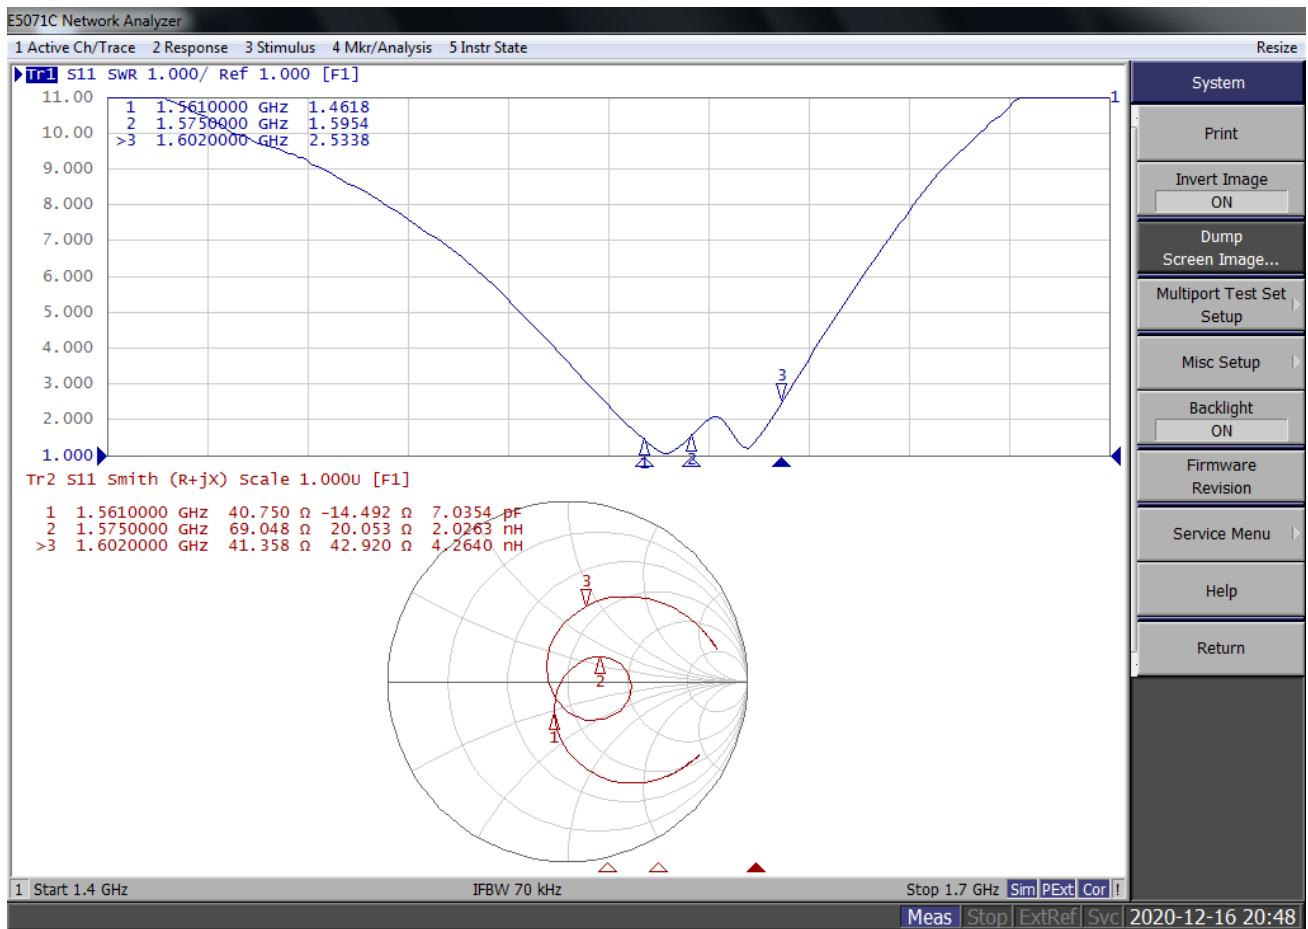 E5071C Network Analyzer
1 Active Ch/Trace 2 Response 3 Stimulus 4 Mkr/Analysis 5 Instr State Resize
Tr1 S11 SWR 1.000/ Ref 1.000 [F1]
11.00
10.00
9.000
8.000
7.000
6.000
5.000
4.000
3.000
2.000
1.000
1 1.5610000 GHz 1.4618
2 1.5750000 GHz 1.5954
>3 1.6020000 GHz 2.5338
1
3
1
2
Tr2 S11 Smith (R+jX) Scale 1.000U [F1]
1 1.5610000 GHz 40.750 Ω -14.492 Ω 7.0354 pF
2 1.5750000 GHz 69.048 Ω 20.053 Ω 2.0263 nH
>3 1.6020000 GHz 41.358 Ω 42.920 Ω 4.2640 nH
3
2
1
1 Start 1.4 GHz IFBW 70 kHz Stop 1.7 GHz Sim PExt Cor !
System
Print
Invert Image
ON
Dump
Screen Image...
Multiport Test Set
Setup
Misc Setup
Backlight
ON
Firmware
Revision
Service Menu
Help
Return
Meas Stop ExtRef Svc 2020-12-16 20:48